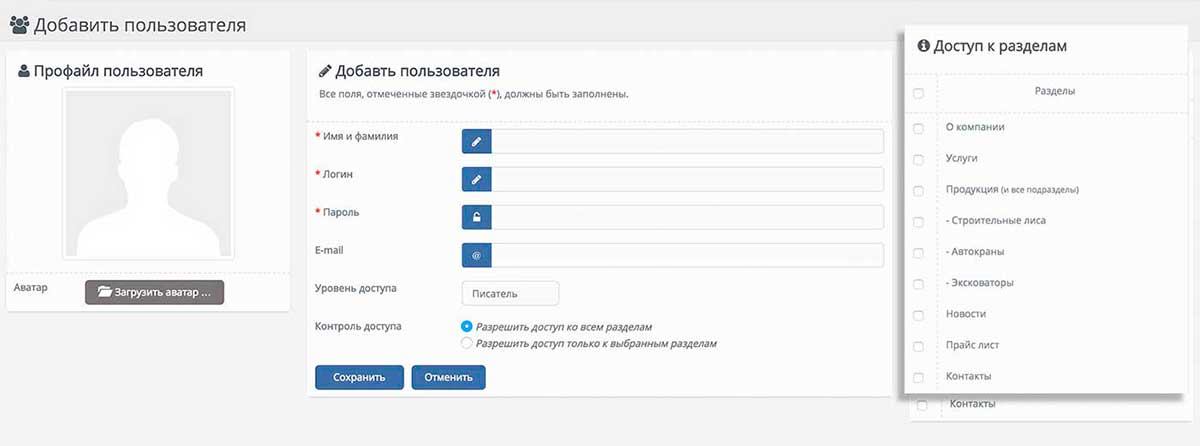 Добавить пользователя
Профайл пользователя
Аватар
Загрузить аватар ...
Добавть пользователя
Все поля, отмеченные звездочкой (*), должны быть заполнены.
* Имя и фамилия
* Логин
* Пароль
E-mail
@
Уровень доступа
Писатель
Контроль доступа
Разрешить доступ ко всем разделам
Разрешить доступ только к выбранным разделам
Сохранить
Отменить
Доступ к разделам
Разделы
О компании
Услуги
Продукция (и все подразделы)
- Строительные лиса
- Автокраны
- Эксковаторы
Новости
Прайс лист
Контакты
Контакты